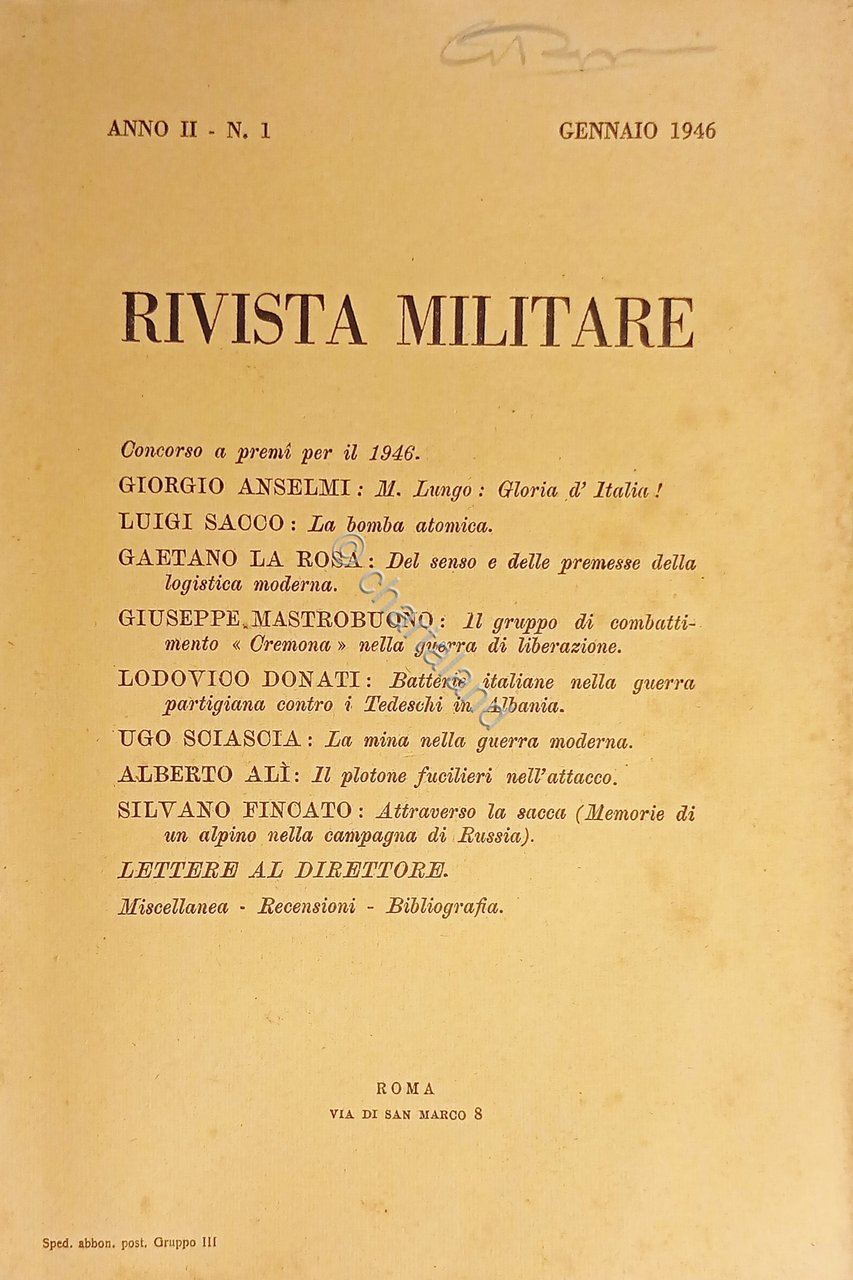 ANNO II - N. 1
GENNAIO 1946
RIVISTA MILITARE
Concorso a premî per il 1946.
GIORGIO ANSELMI : M. Lungo : Gloria d' Italia !
LUIGI SACCO : La bomba atomica.
GAETANO LA ROSA : Del senso e delle premesse della
logistica moderna.
GIUSEPPE MASTROBUONO : Il gruppo di combatti-
mento « Cremona » nella guerra di liberazione.
LODOVICO DONATI : Batterie italiane nella guerra
partigiana contro i Tedeschi in Albania.
UGO SCIASCIA : La mina nella guerra moderna.
ALBERTO ALÌ : Il plotone fucilieri nell'attacco.
SILVANO FINCATO : Attraverso la sacca (Memorie di
un alpino nella campagna di Russia).
LETTERE AL DIRETTORE.
Miscellanea - Recensioni - Bibliografia.
© chartaland
ROMA
VIA DI SAN MARCO 8
Sped. abbon. post. Gruppo III